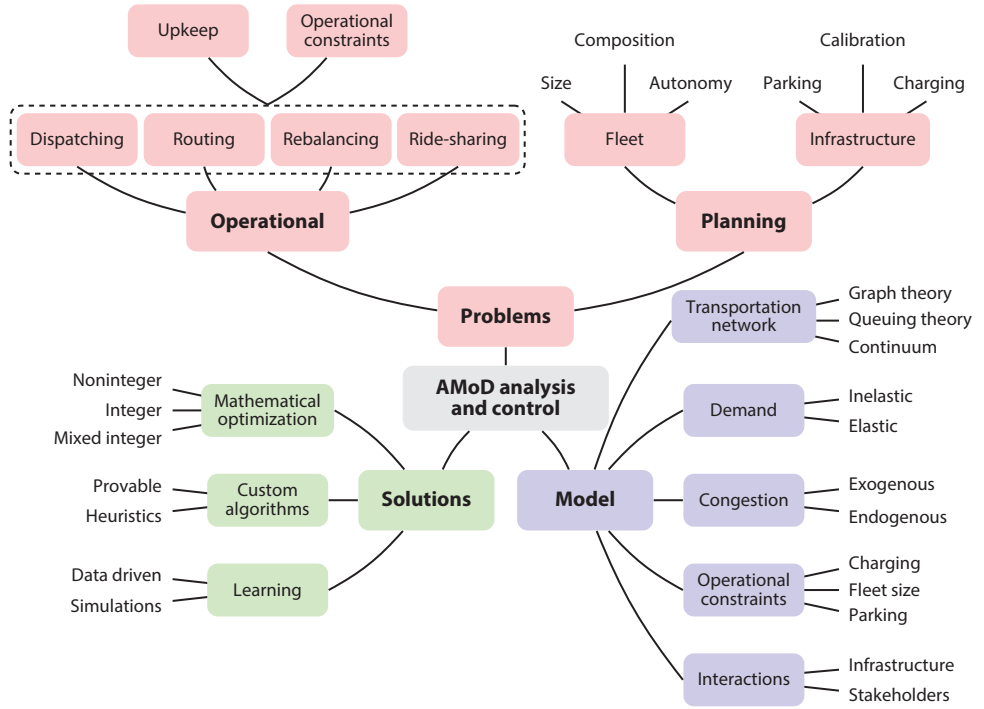 Upkeep
Operational
constraints
Composition
Calibration
Size
Autonomy
Parking
Charging
Dispatching
Routing
Rebalancing
Ride-sharing
Fleet
Infrastructure
Operational
Planning
Problems
Transportation
network
Graph theory
Queuing theory
Continuum
AMoD analysis
and control
Noninteger
Integer
Mixed integer
Mathematical
optimization
Demand
Inelastic
Elastic
Provable
Heuristics
Custom
algorithms
Solutions
Model
Congestion
Exogenous
Endogenous
Data driven
Simulations
Learning
Operational
constraints
Charging
Fleet size
Parking
Interactions
Infrastructure
Stakeholders